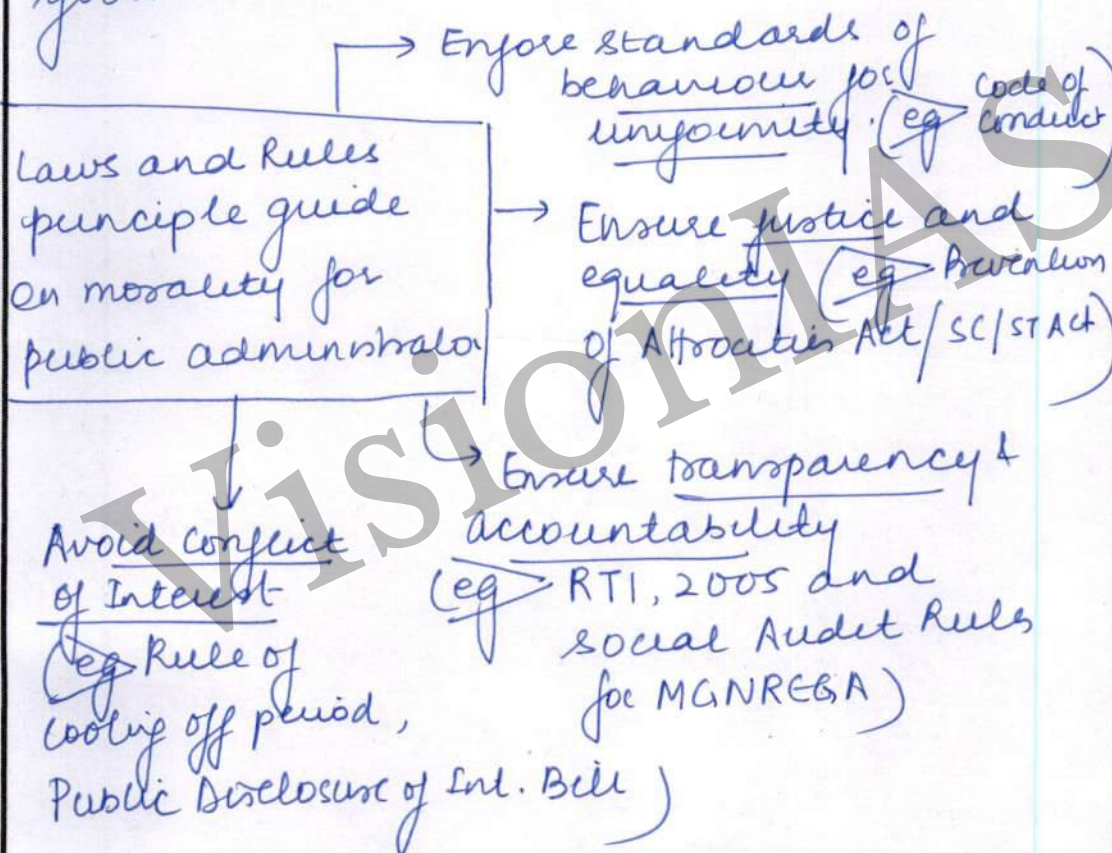 → Enforce standards of
behaviour for
uniformity. (eg code of
conduct)
Laws and Rules
principle guide
on morality for
public administrator
→ Ensure justice and
equality (eg Prevention
of Attrocities Act/SC/ST Act)
Ensure transparency &
accountability
(eg RTI, 2005 and
social Audit Rules
for MGNREGA)
Avoid conflict
of Interest
(eg Rule of
cooling off period,
Public Disclosure of Int. Bill)
VisionIAS